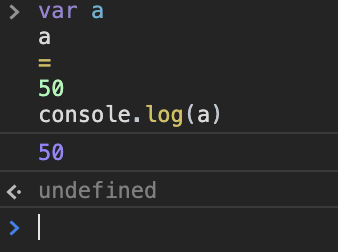 var a
a
=
50
console.log(a)
50
undefined